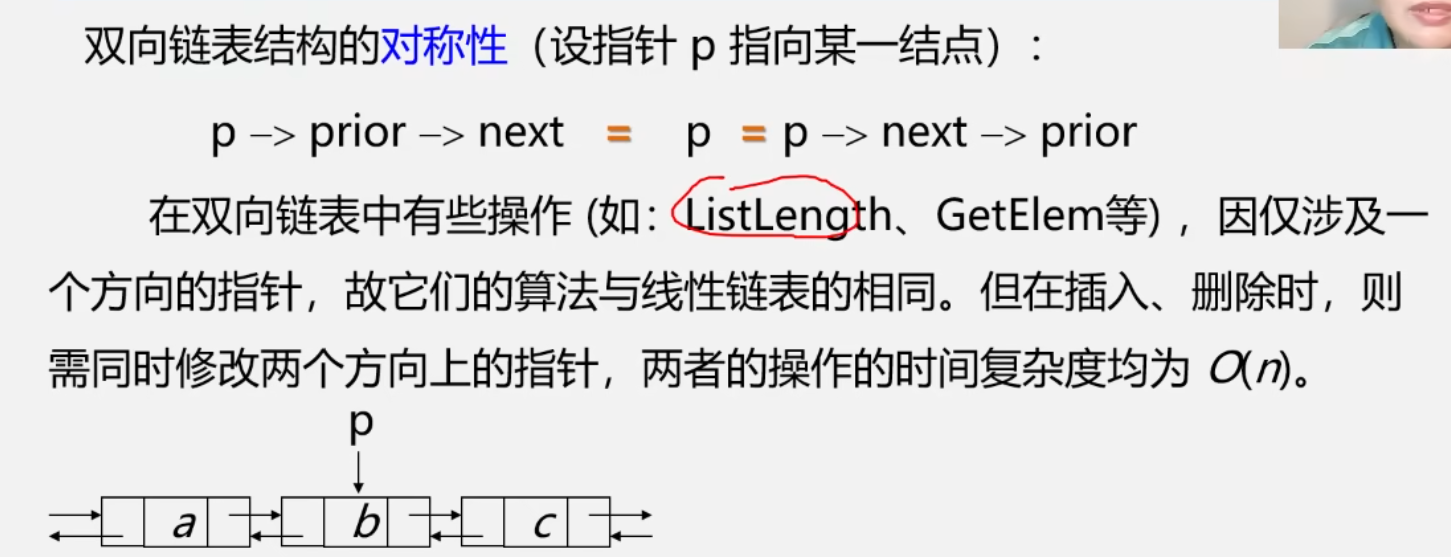 双向链表结构的对称性（设指针 p 指向某一结点）:
p –> prior –> next = p = p –> next –> prior
在双向链表中有些操作 (如：ListLength、GetElem等) ，因仅涉及一
个方向的指针，故它们的算法与线性链表的相同。但在插入、删除时，则
需同时修改两个方向上的指针，两者的操作的时间复杂度均为 O(n)。
p
a b c